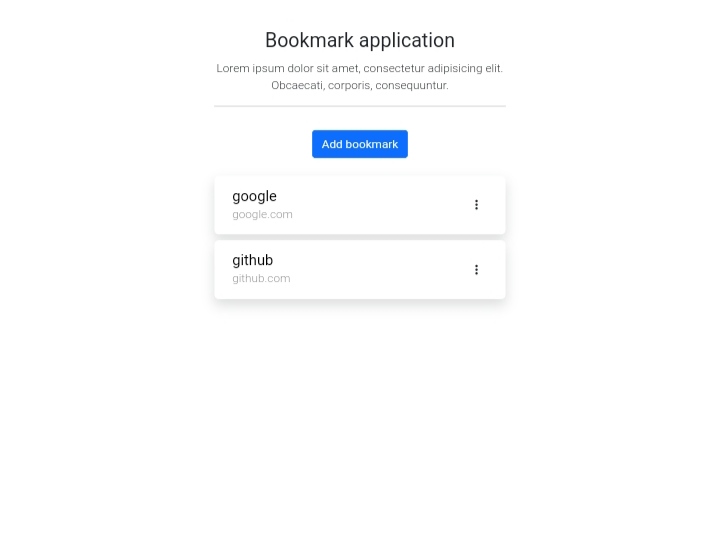 Bookmark application
Lorem ipsum dolor sit amet, consectetur adipisicing elit.
Obcaecati, corporis, consequuntur.
Add bookmark
google
google.com
github
github.com